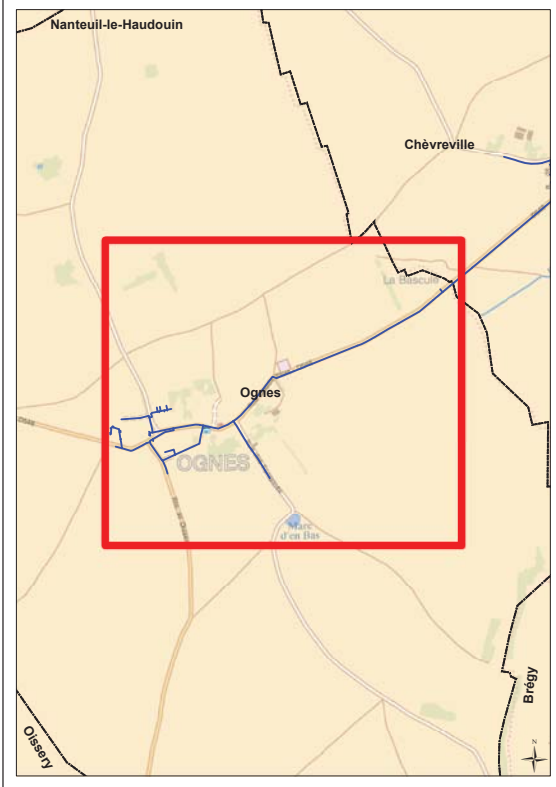 Nanteuil-le-Haudouin
Chèvreville
La Bascule
Ognes
OGNES
Mare
d'en Bas
Brégy
Oissery
N